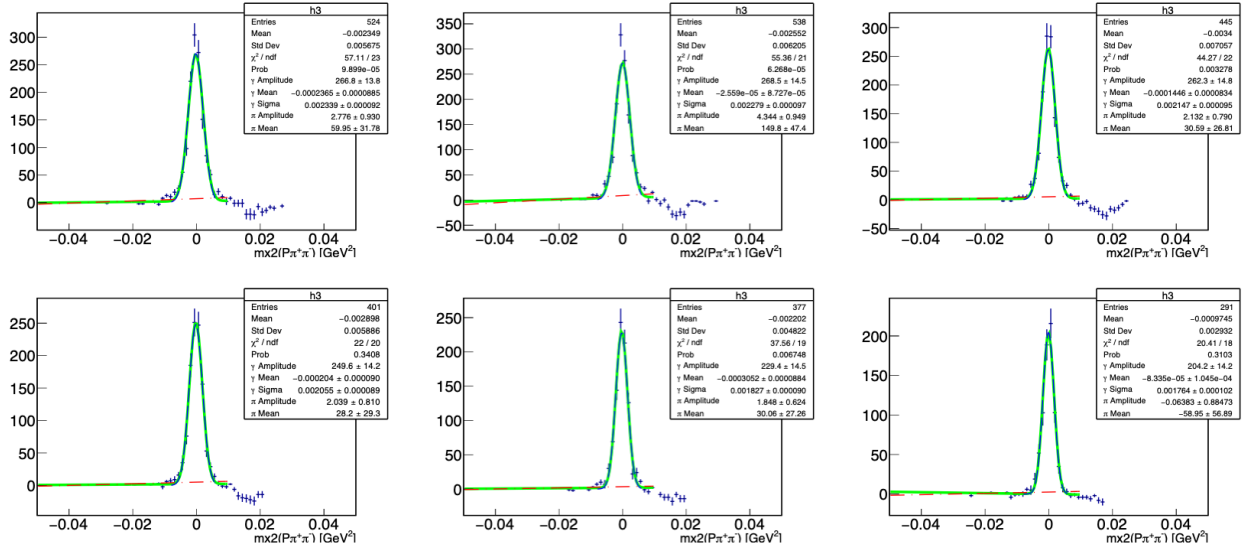 h3
Entries 524
Mean −0.002349
Std Dev 0.005675
χ² / ndf 57.11 / 23
Prob 9.899e−05
γ Amplitude 266.8 ± 13.8
γ Mean −0.0002365 ± 0.0000885
γ Sigma 0.002339 ± 0.000092
π Amplitude 2.776 ± 0.930
π Mean 59.95 ± 31.78
300
250
200
150
100
50
0
−0.04 −0.02 0 0.02 0.04
mx2(Pπ⁺π⁻) [GeV²]
h3
Entries 538
Mean −0.002552
Std Dev 0.006205
χ² / ndf 55.36 / 21
Prob 6.268e−05
γ Amplitude 268.5 ± 14.5
γ Mean −2.559e−05 ± 8.727e−05
γ Sigma 0.002279 ± 0.000097
π Amplitude 4.344 ± 0.949
π Mean 149.8 ± 47.4
350
300
250
200
150
100
50
0
−50
−0.04 −0.02 0 0.02 0.04
mx2(Pπ⁺π⁻) [GeV²]
h3
Entries 445
Mean −0.0034
Std Dev 0.007057
χ² / ndf 44.27 / 22
Prob 0.003278
γ Amplitude 262.3 ± 14.8
γ Mean −0.0001446 ± 0.0000834
γ Sigma 0.002147 ± 0.000095
π Amplitude 2.132 ± 0.790
π Mean 30.59 ± 26.81
300
250
200
150
100
50
0
−50
−0.04 −0.02 0 0.02 0.04
mx2(Pπ⁺π⁻) [GeV²]
h3
Entries 401
Mean −0.002898
Std Dev 0.005886
χ² / ndf 22 / 20
Prob 0.3408
γ Amplitude 249.6 ± 14.2
γ Mean −0.000204 ± 0.000090
γ Sigma 0.002055 ± 0.000089
π Amplitude 2.039 ± 0.810
π Mean 28.2 ± 29.3
250
200
150
100
50
0
−0.04 −0.02 0 0.02 0.04
mx2(Pπ⁺π⁻) [GeV²]
h3
Entries 377
Mean −0.002202
Std Dev 0.004822
χ² / ndf 37.56 / 19
Prob 0.006748
γ Amplitude 229.4 ± 14.5
γ Mean −0.0003052 ± 0.0000884
γ Sigma 0.001827 ± 0.000090
π Amplitude 1.848 ± 0.624
π Mean 30.06 ± 27.26
250
200
150
100
50
0
−0.04 −0.02 0 0.02 0.04
mx2(Pπ⁺π⁻) [GeV²]
h3
Entries 291
Mean −0.0009745
Std Dev 0.002932
χ² / ndf 20.41 / 18
Prob 0.3103
γ Amplitude 204.2 ± 14.2
γ Mean −8.335e−05 ± 1.045e−04
γ Sigma 0.001764 ± 0.000102
π Amplitude −0.06383 ± 0.88473
π Mean −58.95 ± 56.89
200
150
100
50
0
−0.04 −0.02 0 0.02 0.04
mx2(Pπ⁺π⁻) [GeV²]